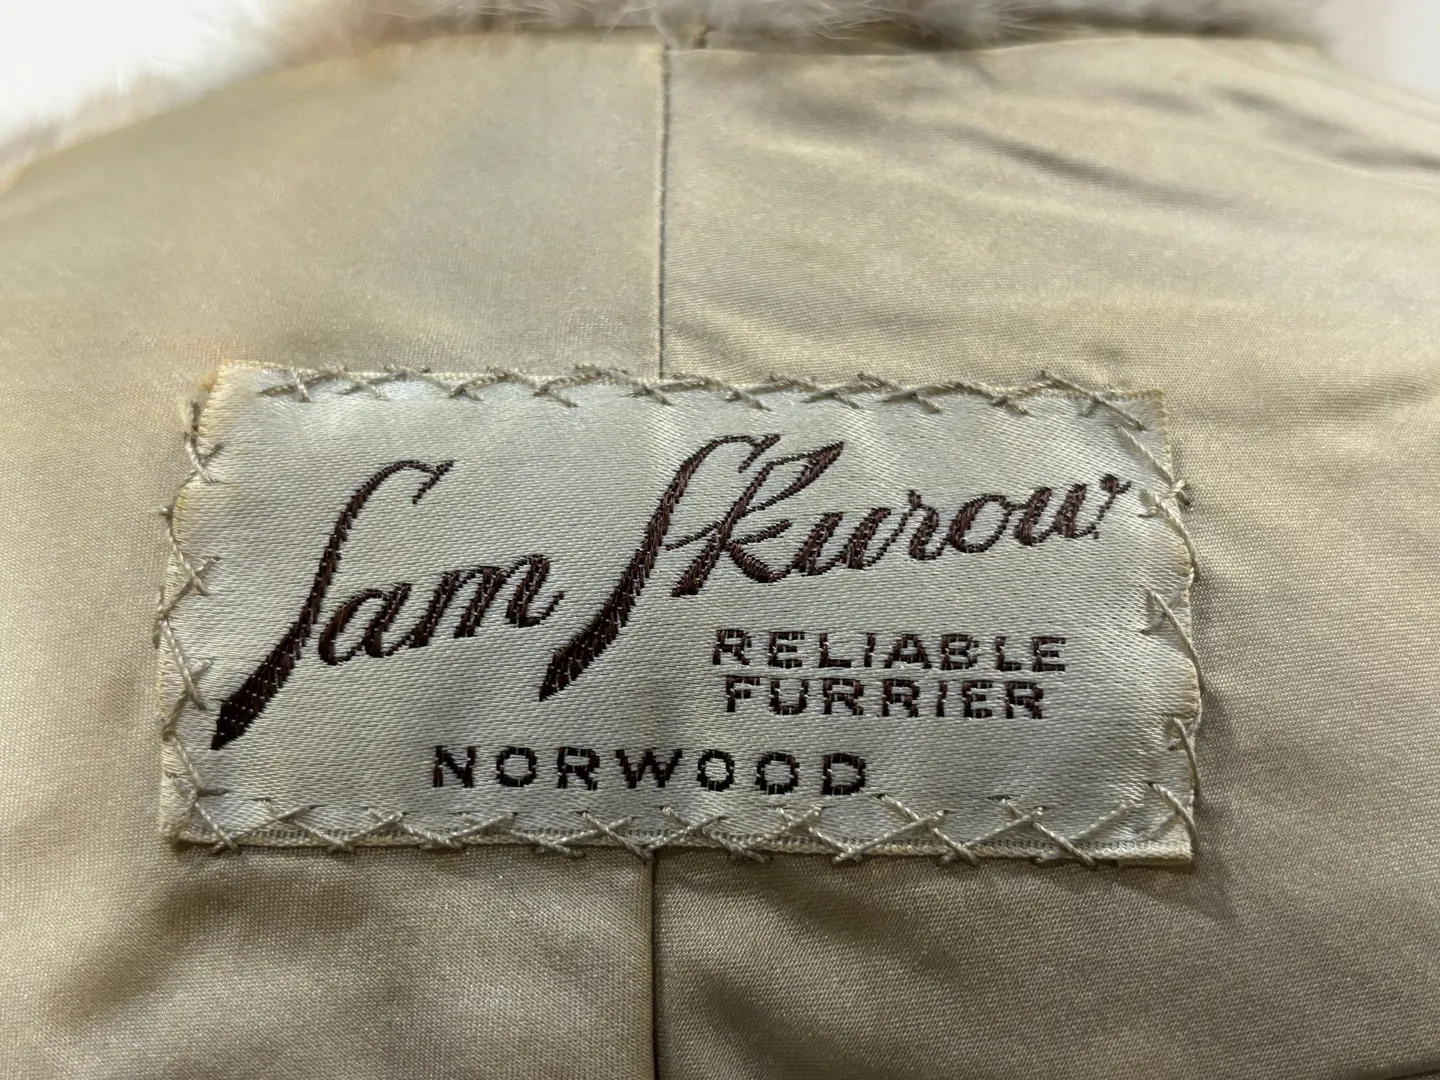 Sam Skurow
RELIABLE
FURRIER
NORWOOD